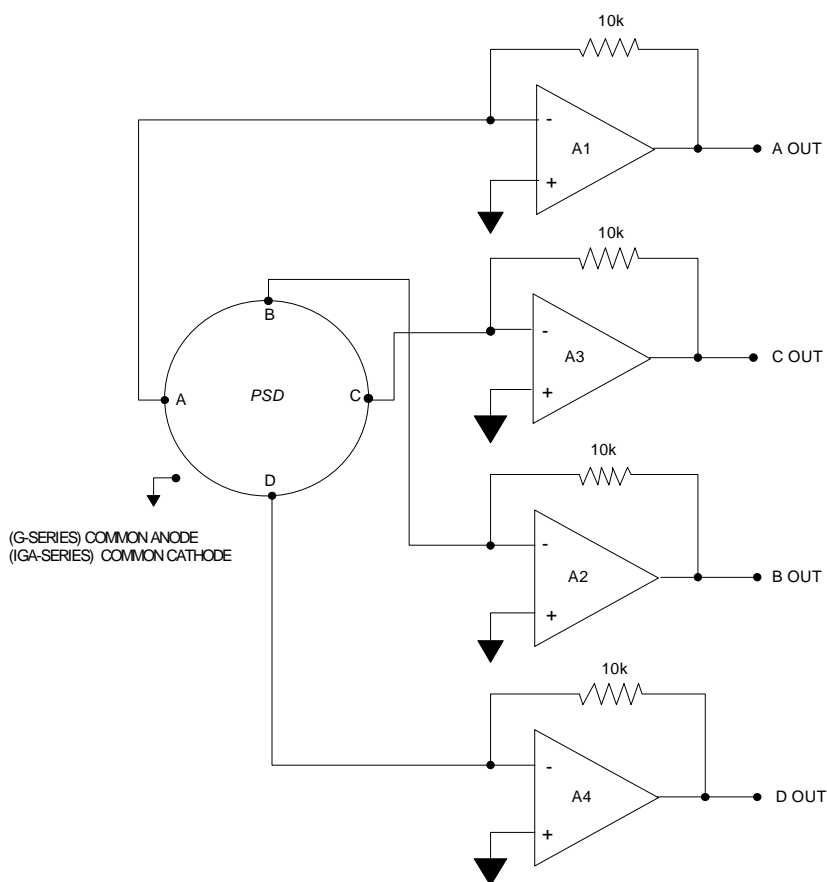 10k
-
A1
+
A OUT
10k
-
A3
+
C OUT
B
A
PSD
C
D
(G-SERIES) COMMON ANODE
(IGA-SERIES) COMMON CATHODE
10k
-
A2
+
B OUT
10k
-
A4
+
D OUT